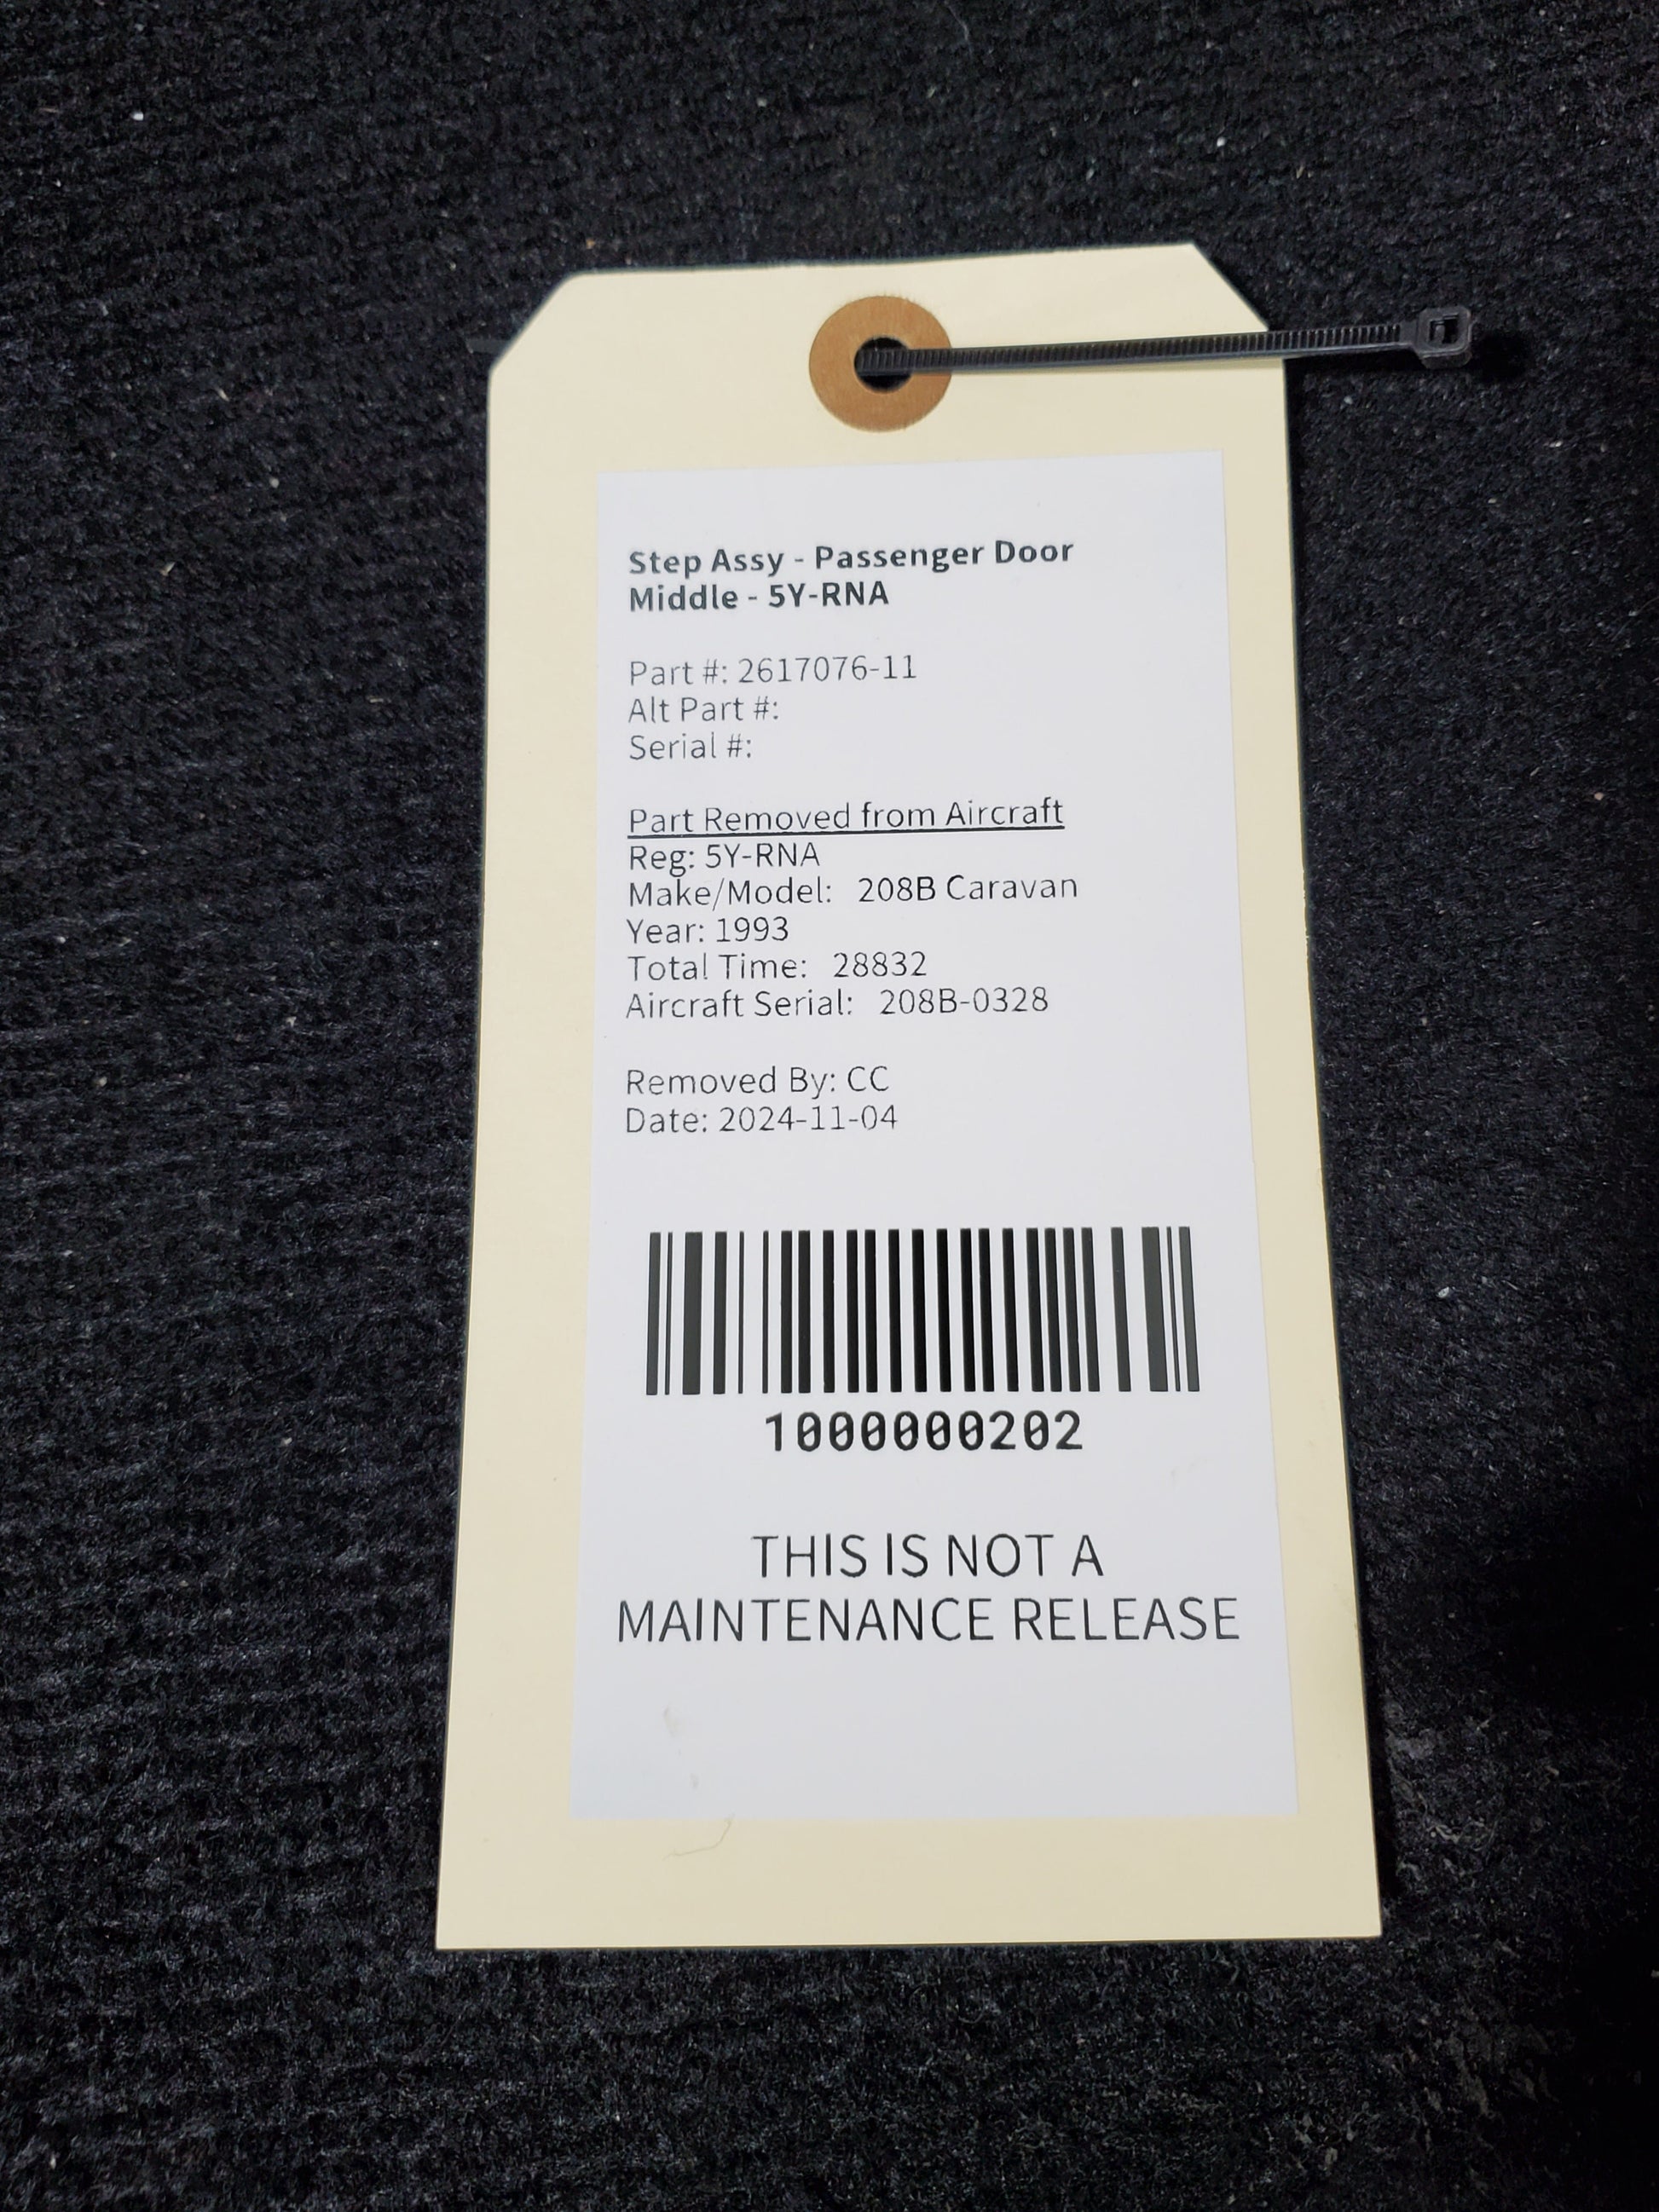 Step Assy - Passenger Door
Middle - 5Y-RNA
Part #: 2617076-11
Alt Part #:
Serial #:
Part Removed from Aircraft
Reg: 5Y-RNA
Make/Model: 208B Caravan
Year: 1993
Total Time: 28832
Aircraft Serial: 208B-0328
Removed By: CC
Date: 2024-11-04
1000000202
THIS IS NOT A
MAINTENANCE RELEASE